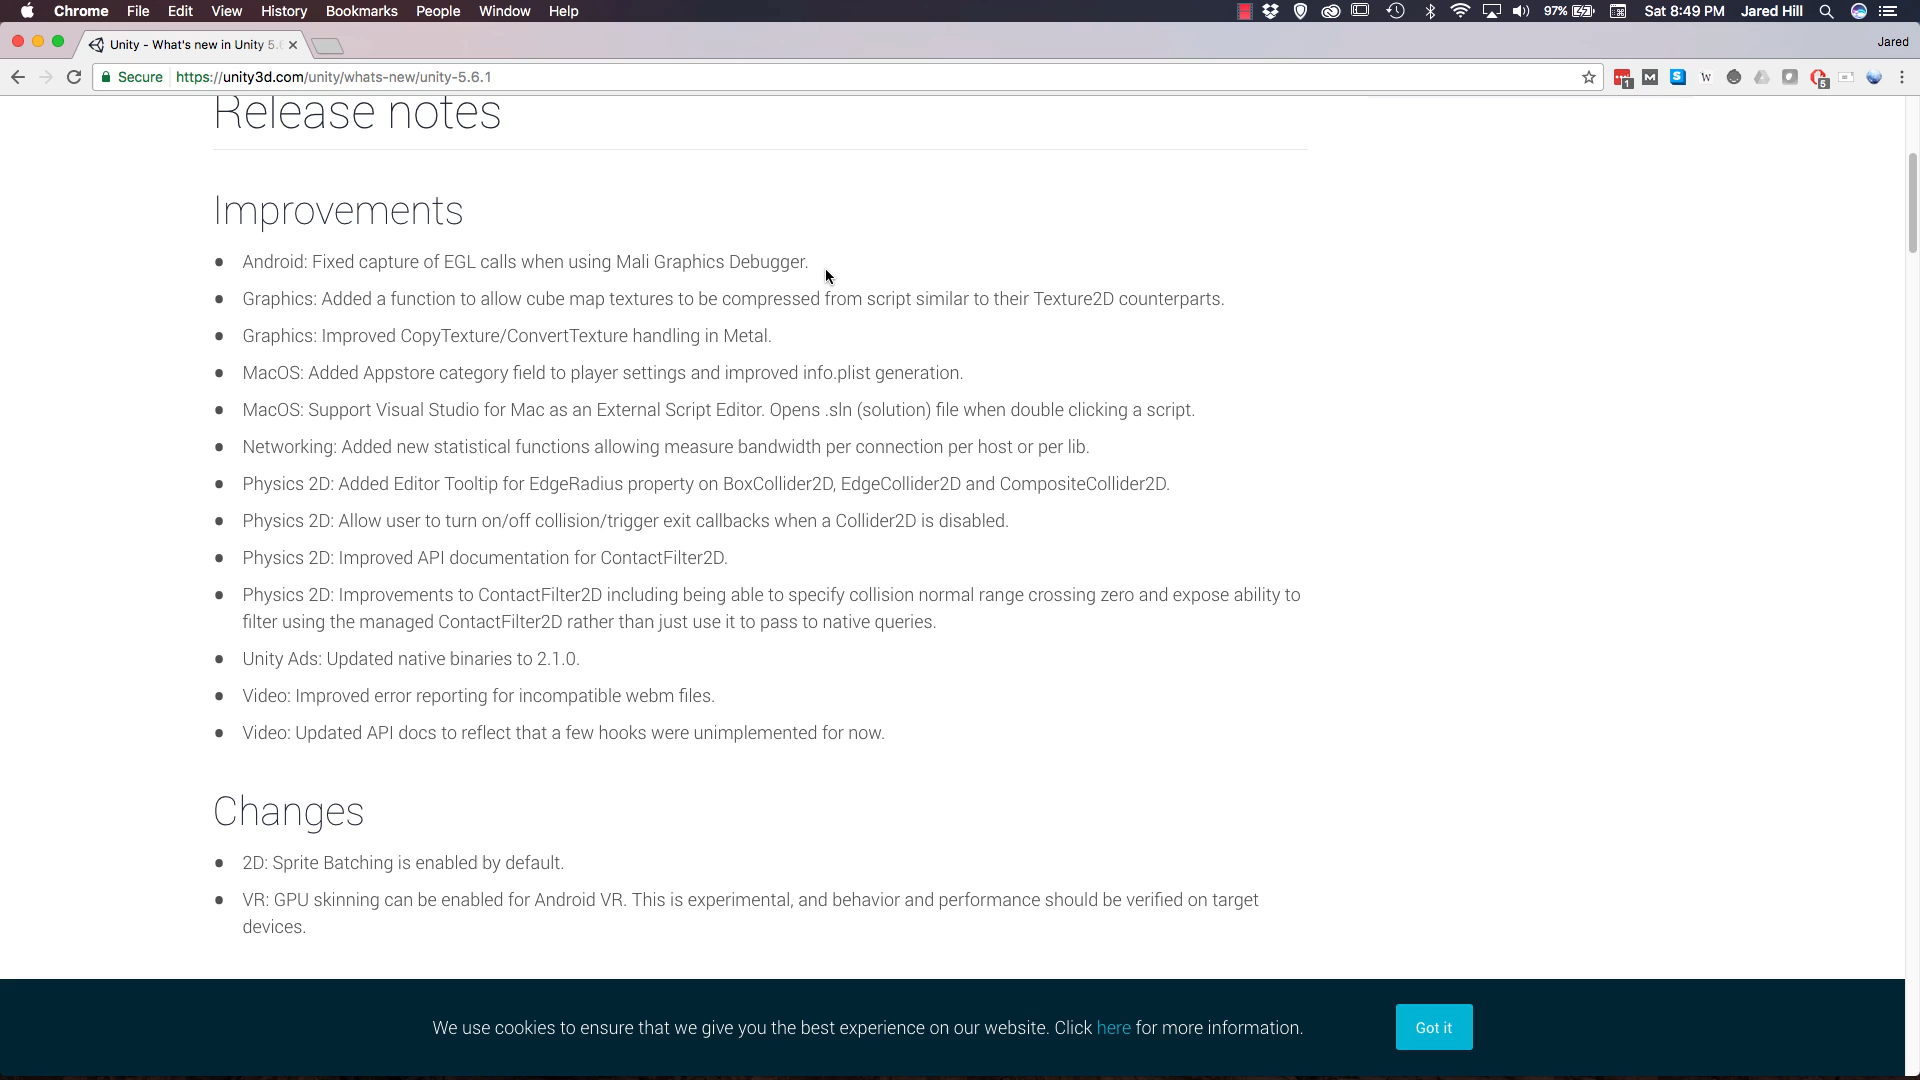 Chrome File Edit View History Bookmarks People Window Help 97% Sat 8:49 PM Jared Hill
Unity - What's new in Unity 5.6 Jared
Secure https://unity3d.com/unity/whats-new/unity-5.6.1
Release notes
Improvements
Android: Fixed capture of EGL calls when using Mali Graphics Debugger.
Graphics: Added a function to allow cube map textures to be compressed from script similar to their Texture2D counterparts.
Graphics: Improved CopyTexture/ConvertTexture handling in Metal.
MacOS: Added Appstore category field to player settings and improved info.plist generation.
MacOS: Support Visual Studio for Mac as an External Script Editor. Opens .sln (solution) file when double clicking a script.
Networking: Added new statistical functions allowing measure bandwidth per connection per host or per lib.
Physics 2D: Added Editor Tooltip for EdgeRadius property on BoxCollider2D, EdgeCollider2D and CompositeCollider2D.
Physics 2D: Allow user to turn on/off collision/trigger exit callbacks when a Collider2D is disabled.
Physics 2D: Improved API documentation for ContactFilter2D.
Physics 2D: Improvements to ContactFilter2D including being able to specify collision normal range crossing zero and expose ability to
filter using the managed ContactFilter2D rather than just use it to pass to native queries.
Unity Ads: Updated native binaries to 2.1.0.
Video: Improved error reporting for incompatible webm files.
Video: Updated API docs to reflect that a few hooks were unimplemented for now.
Changes
2D: Sprite Batching is enabled by default.
VR: GPU skinning can be enabled for Android VR. This is experimental, and behavior and performance should be verified on target
devices.
We use cookies to ensure that we give you the best experience on our website. Click here for more information. Got it